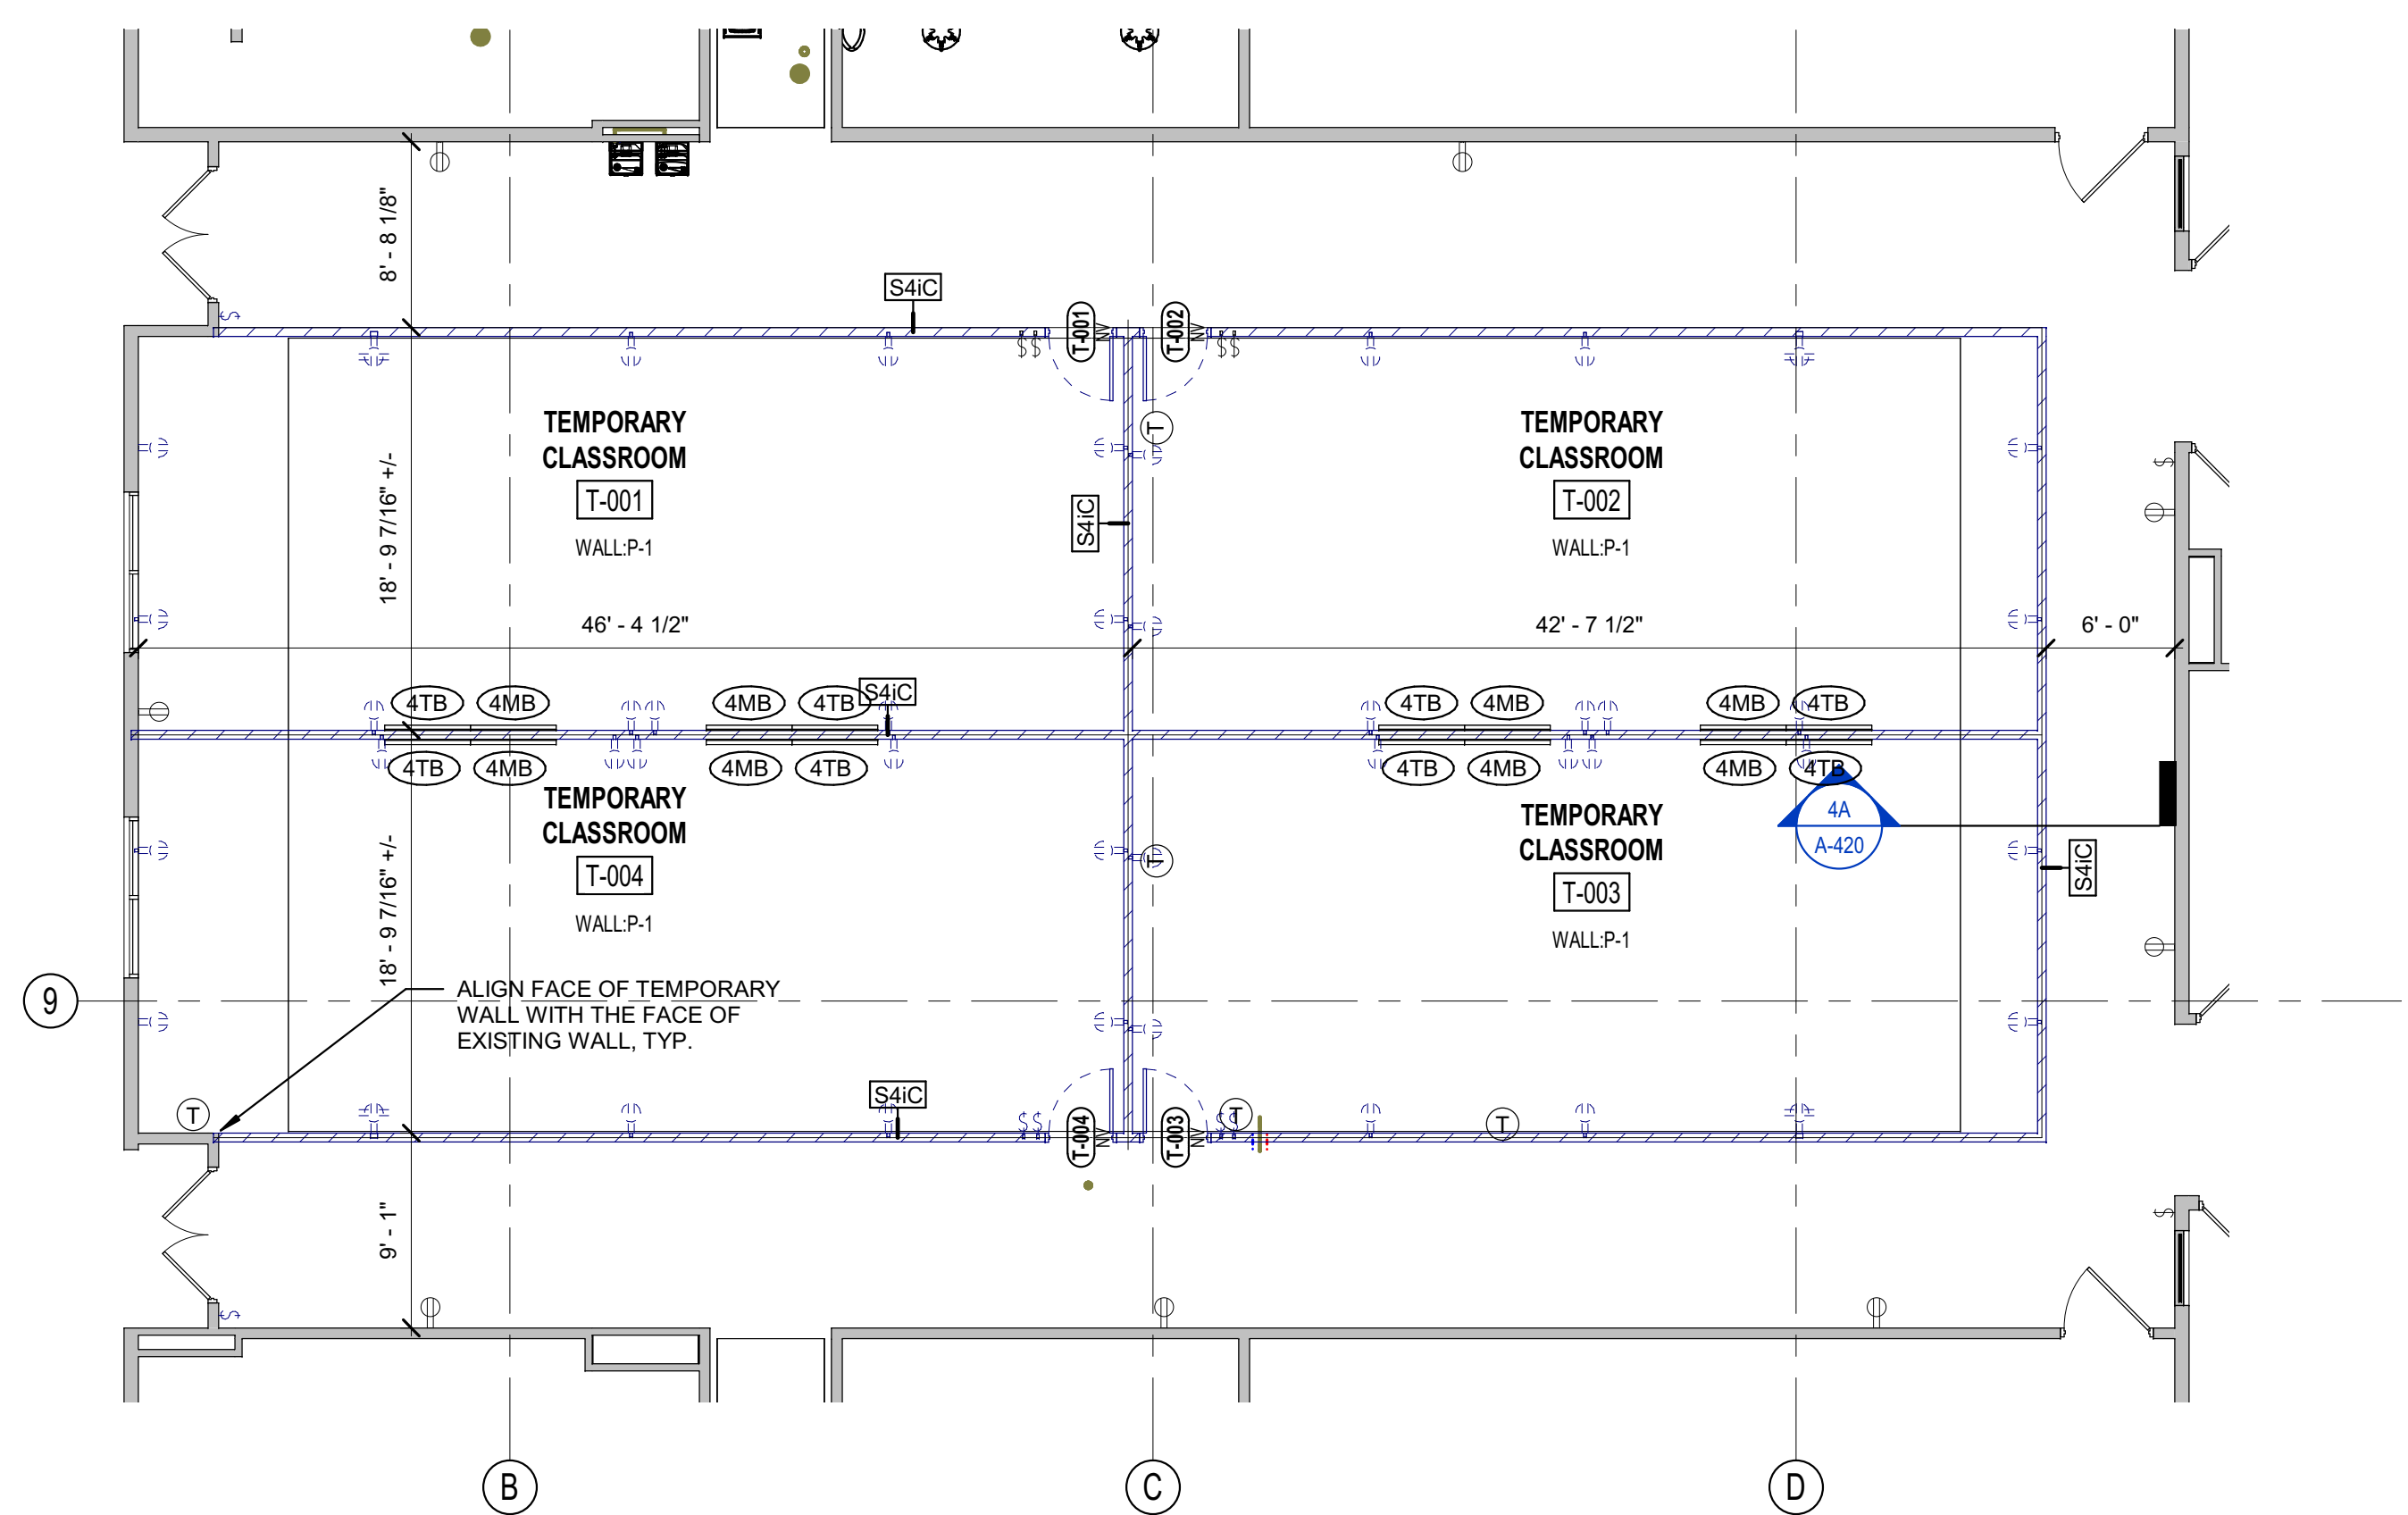 8' - 8 1/8"
S4iC
T-001
T-002
$
$$
$$
TEMPORARY
CLASSROOM
T-001
WALL:P-1
TEMPORARY
CLASSROOM
T-002
WALL:P-1
T
18' - 9 7/16" +/-
S4iC
$
46' - 4 1/2"
42' - 7 1/2"
6' - 0"
4TB
4MB
4MB
4TB
S4iC
4TB
4MB
4MB
4TB
4TB
4MB
4MB
4TB
4TB
4MB
4MB
4TB
TEMPORARY
CLASSROOM
T-004
WALL:P-1
TEMPORARY
CLASSROOM
T-003
WALL:P-1
4A
A-420
T
S4iC
18' - 9 7/16" +/-
9
ALIGN FACE OF TEMPORARY
WALL WITH THE FACE OF
EXISTING WALL, TYP.
T
S4iC
$$
T-004
T-003
$$
T
T
9' - 1"
$
$
B
C
D